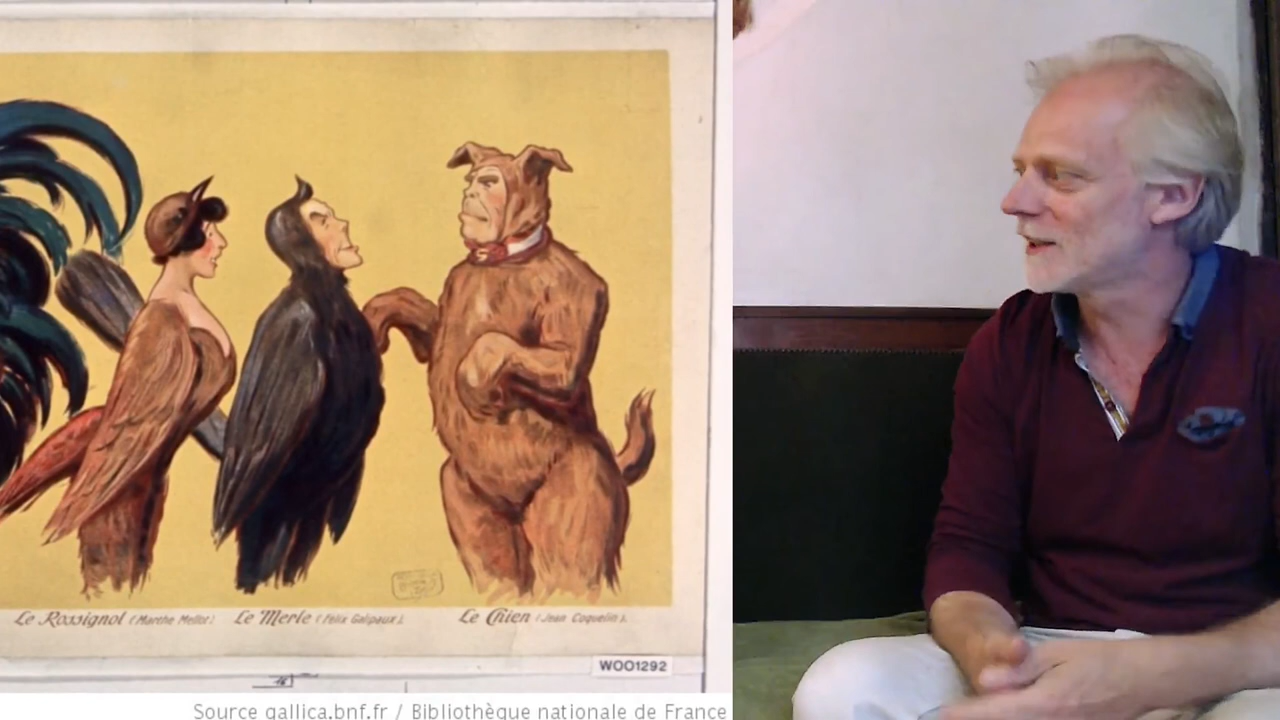 Le Rossignol (Marthe Mellot) Le Merle (Félix Galipaux). Le Chien (Jean Coquelin).
WOO1292
Source gallica.bnf.fr / Bibliothèque nationale de France